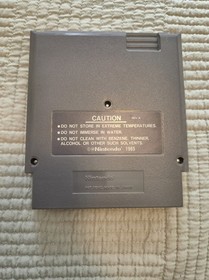 CAUTION
•DO NOT STORE IN EXTREME TEMPERATURES.
•DO NOT IMMERSE IN WATER.
•DO NOT CLEAN WITH BENZENE, THINNER,
ALCOHOL OR OTHER SUCH SOLVENTS.
©Nintendo 1985